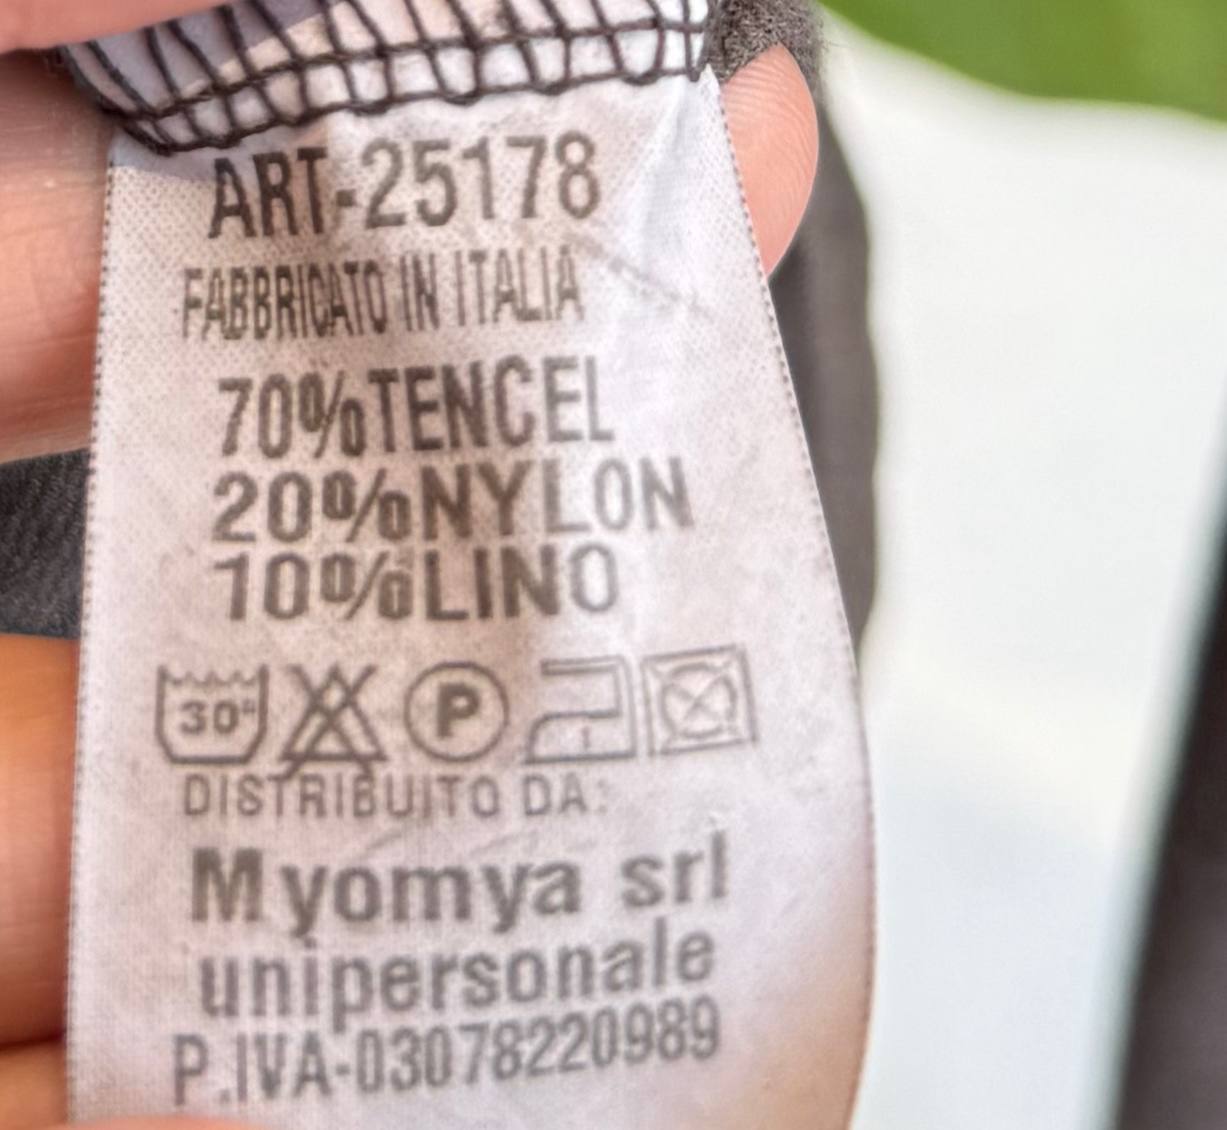 ART-25178
FABBRICATO IN ITALIA
70%TENCEL
20%NYLON
10%LINO
30° P
DISTRIBUITO DA:
Myomya srl
unipersonale
P.IVA-03078220989